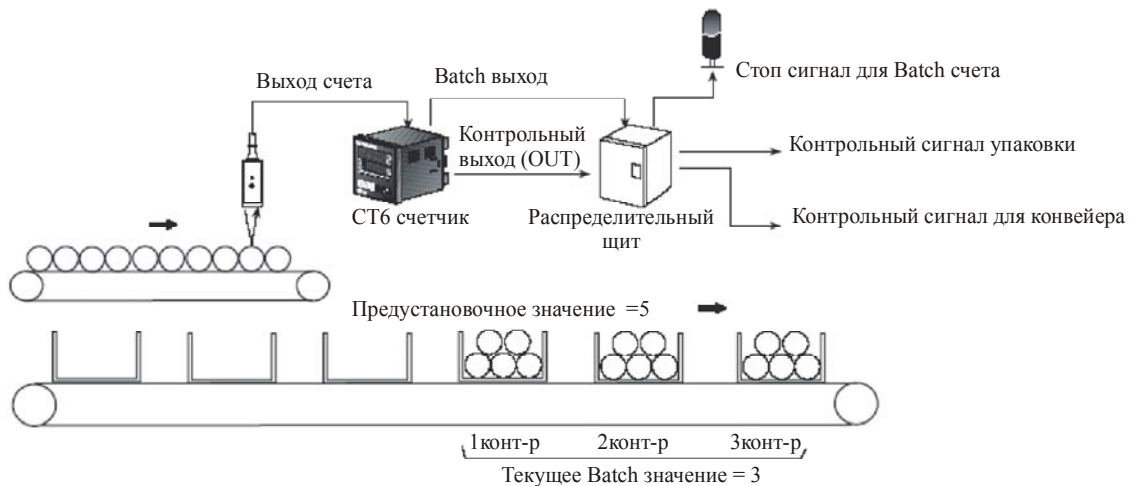 Выход счета
Batch выход
Стоп сигнал для Batch счета
Контрольный
выход (OUT)
Контрольный сигнал упаковки
СТ6 счетчик
Распределительный
щит
Контрольный сигнал для конвейера
Предустановочное значение =5
1конт-р
2конт-р
3конт-р
Текущее Batch значение = 3